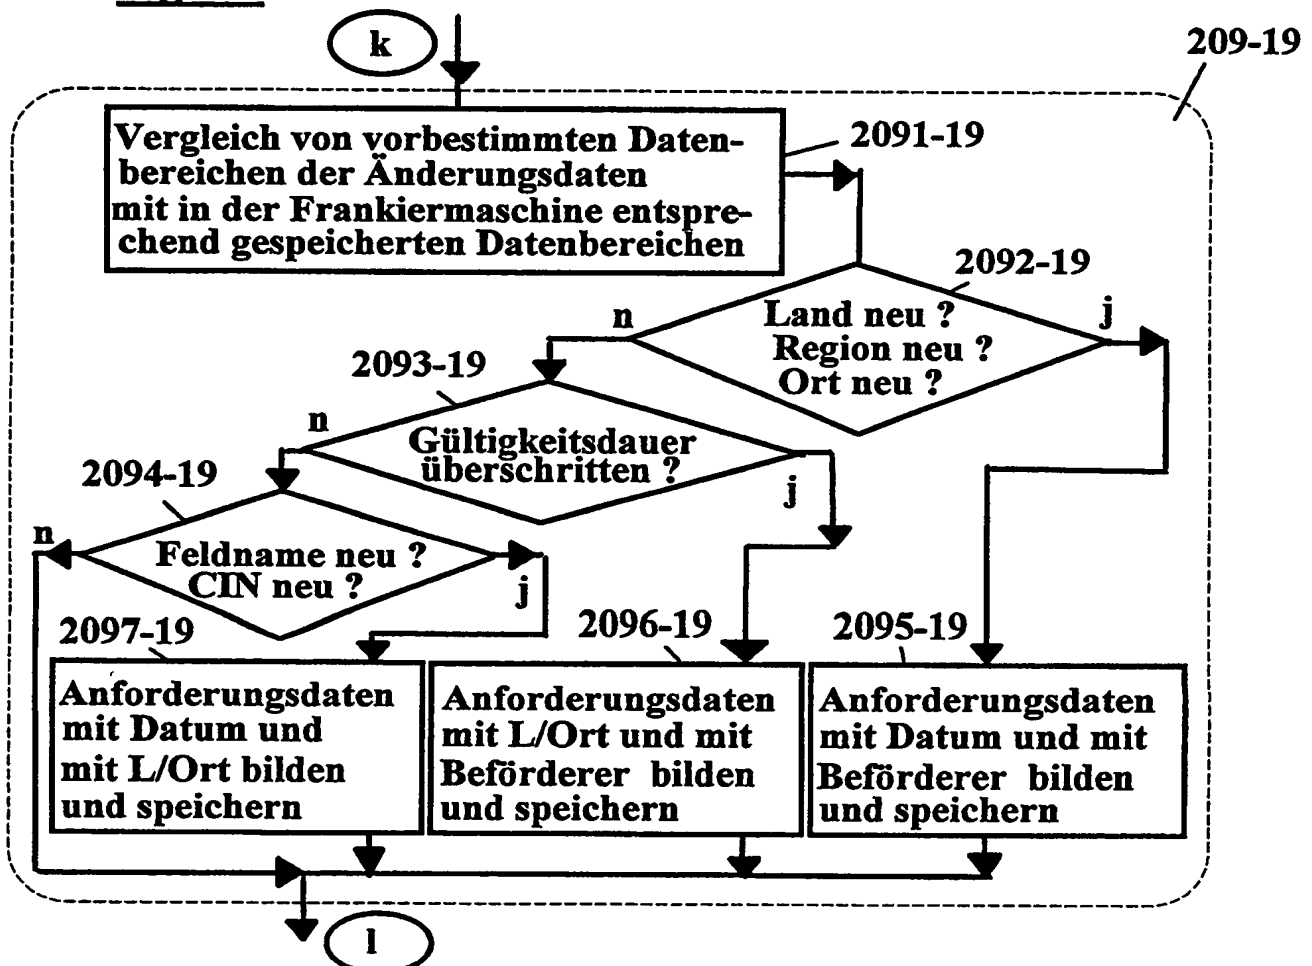 k
209-19
Vergleich von vorbestimmten Daten-
bereichen der Änderungsdaten
mit in der Frankiermaschine entspre-
chend gespeicherten Datenbereichen
2091-19
2092-19
Land neu ?
Region neu ?
Ort neu ?
n
j
2093-19
Gültigkeitsdauer
überschritten ?
n
j
2094-19
Feldname neu ?
CIN neu ?
n
j
2097-19
Anforderungsdaten
mit Datum und
mit L/Ort bilden
und speichern
2096-19
Anforderungsdaten
mit L/Ort und mit
Beförderer bilden
und speichern
2095-19
Anforderungsdaten
mit Datum und mit
Beförderer bilden
und speichern
l